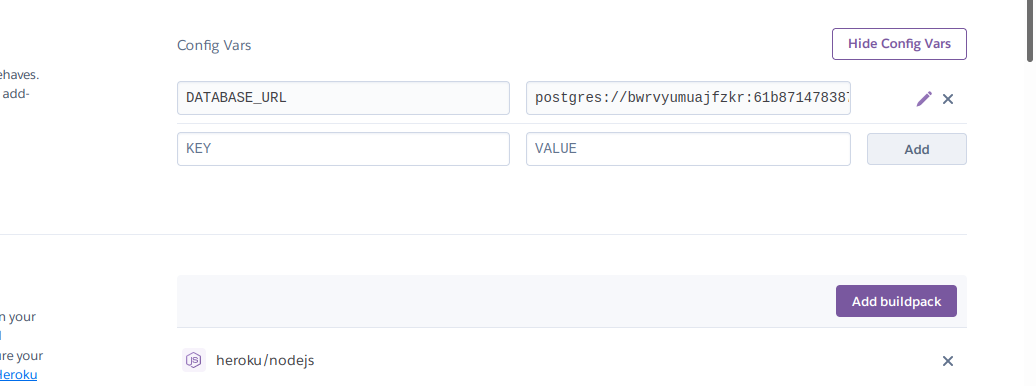 Config Vars
Hide Config Vars
ehaves.
add-
DATABASE_URL
postgres://bwrvyumuajfzkr:61b87147838
KEY
VALUE
Add
Add buildpack
n your
ure your
Heroku
heroku/nodejs